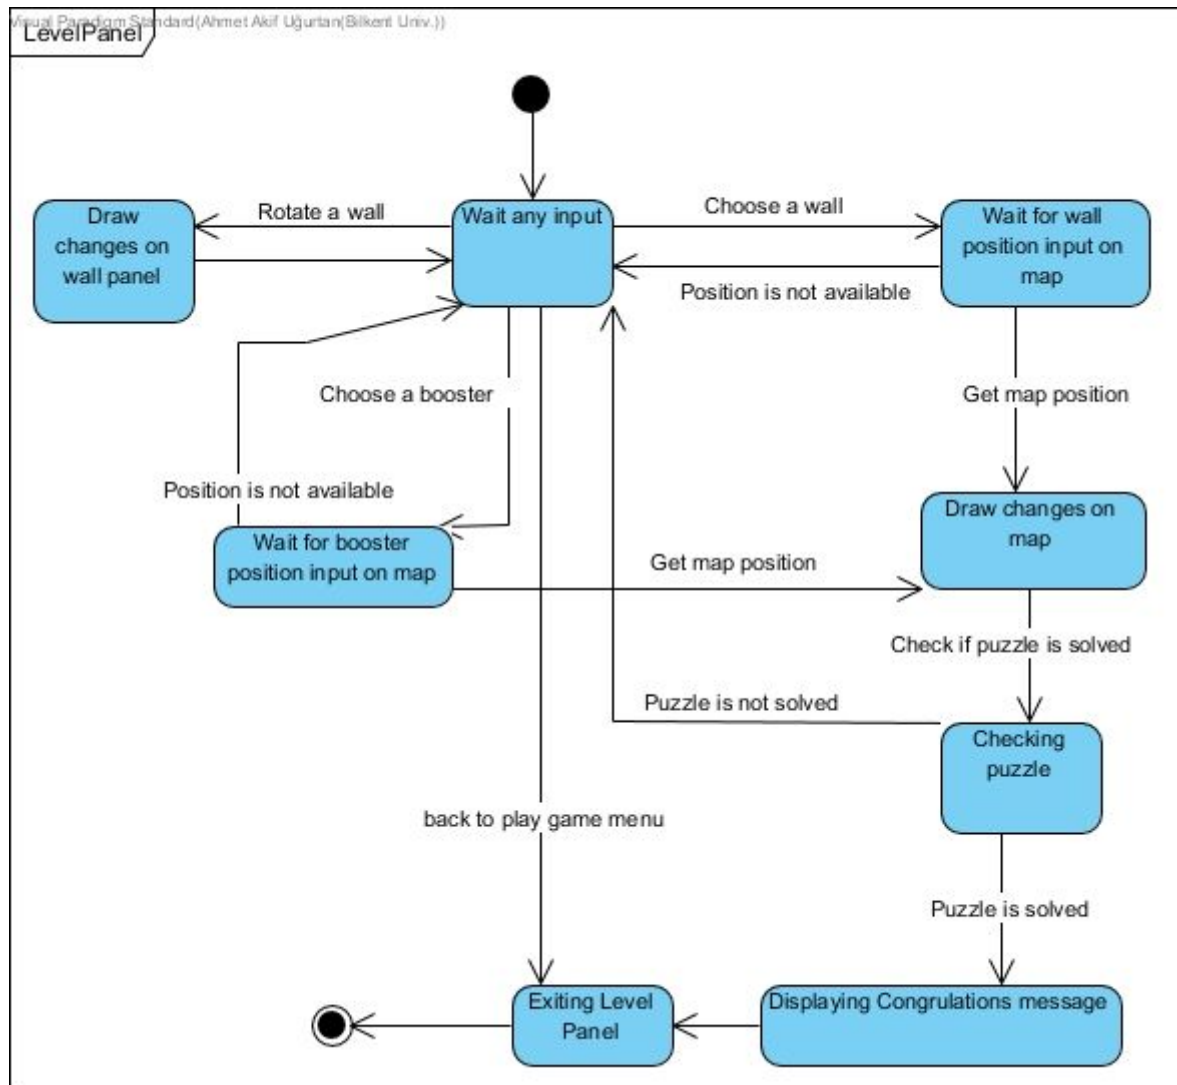 Visual Paradigm Standard(Ahmet Akif Uğurtan(Bilkent Univ.))
LevelPanel
Draw
changes on
wall panel
Rotate a wall
Wait any input
Choose a wall
Wait for wall
position input on
map
Position is not available
Choose a booster
Get map position
Position is not available
Wait for booster
position input on map
Get map position
Draw changes on
map
Check if puzzle is solved
Puzzle is not solved
Checking
puzzle
back to play game menu
Puzzle is solved
Exiting Level
Panel
Displaying Congrulations message